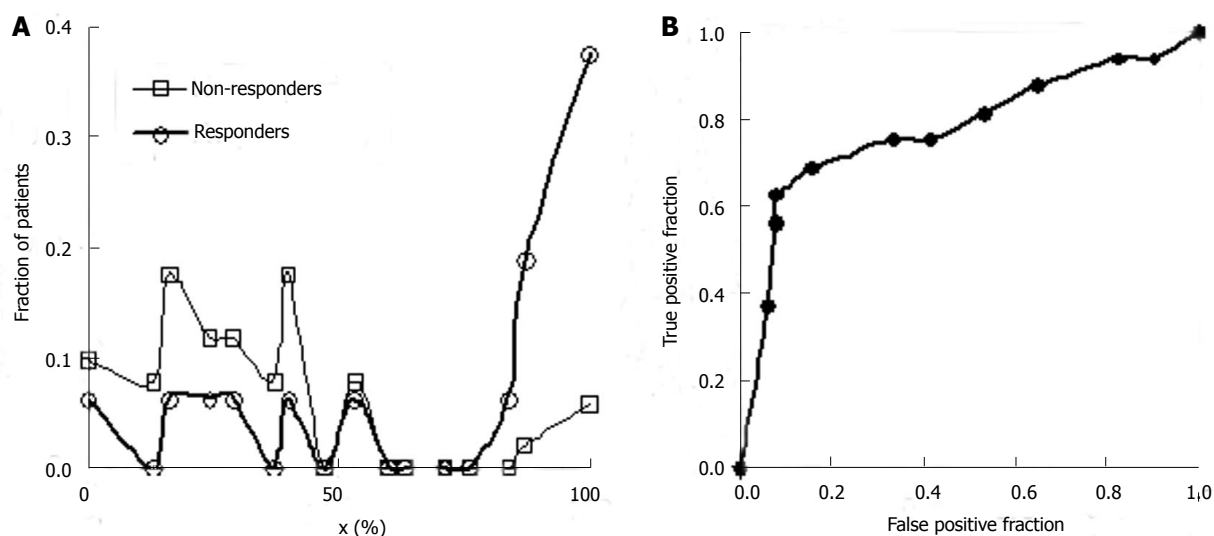 A
0.4
0.3
0.2
0.1
0.0
0
50
100
Fraction of patients
x (%)
Non-responders
Responders
B
1.0
0.8
0.6
0.4
0.2
0.0
0.0
0.2
0.4
0.6
0.8
1,0
True positive fraction
False positive fraction